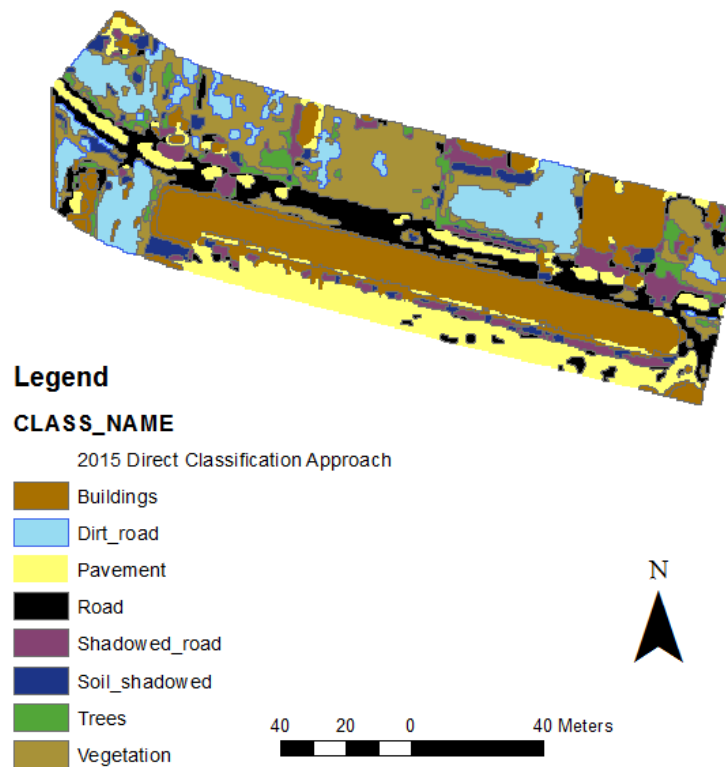 Legend
CLASS_NAME
2015 Direct Classification Approach
Buildings
Dirt_road
Pavement
Road
Shadowed_road
Soil_shadowed
Trees
Vegetation
N
40 20 0 40 Meters